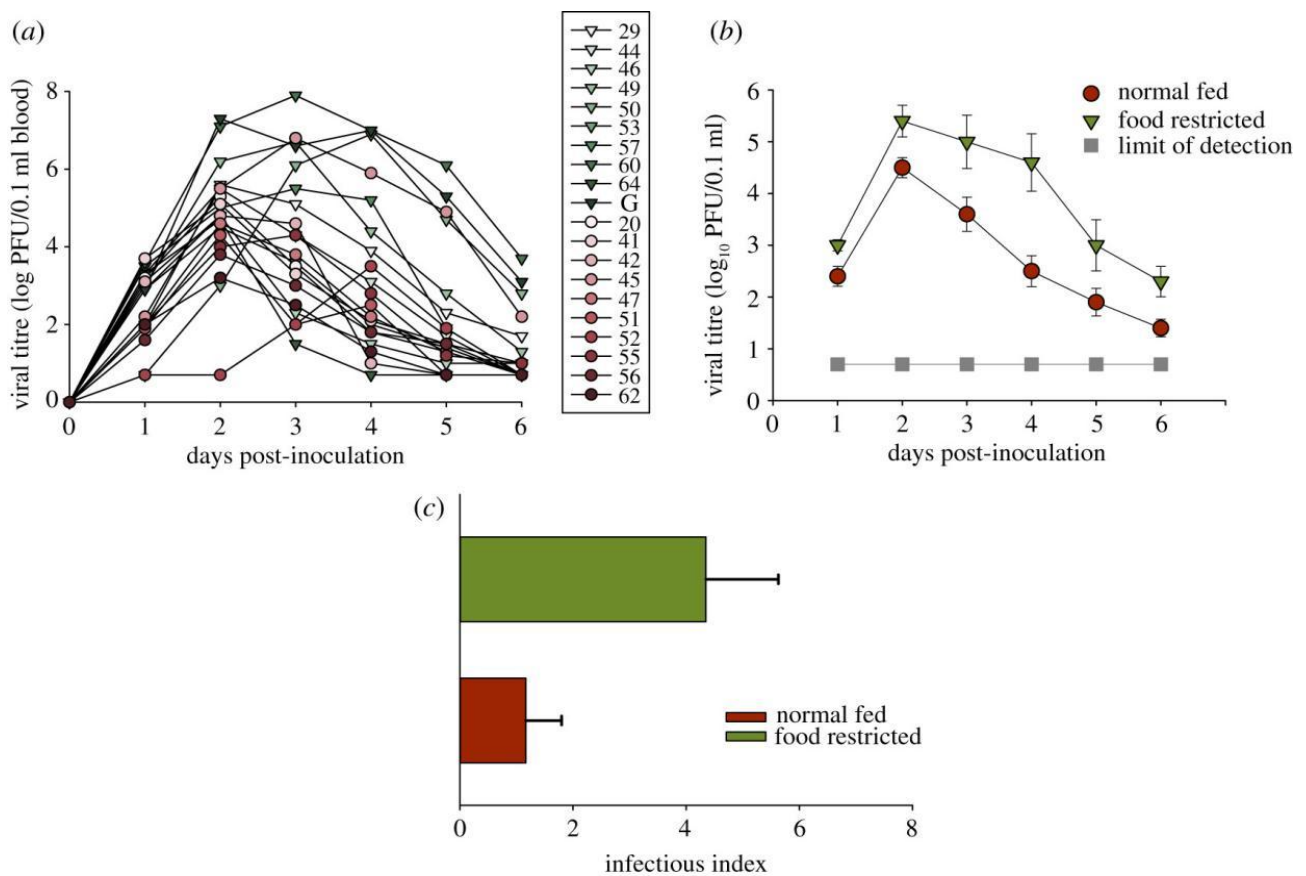 (a)
viral titre (log PFU/0.1 ml blood)
8
6
4
2
0
0 1 2 3 4 5 6
days post-inoculation
29
44
46
49
50
53
57
60
64
G
20
41
42
45
47
51
52
55
56
62
(b)
viral titre (log₁₀ PFU/0.1 ml)
6
5
4
3
2
1
0
1 2 3 4 5 6
days post-inoculation
normal fed
food restricted
limit of detection
(c)
normal fed
food restricted
0 2 4 6 8
infectious index